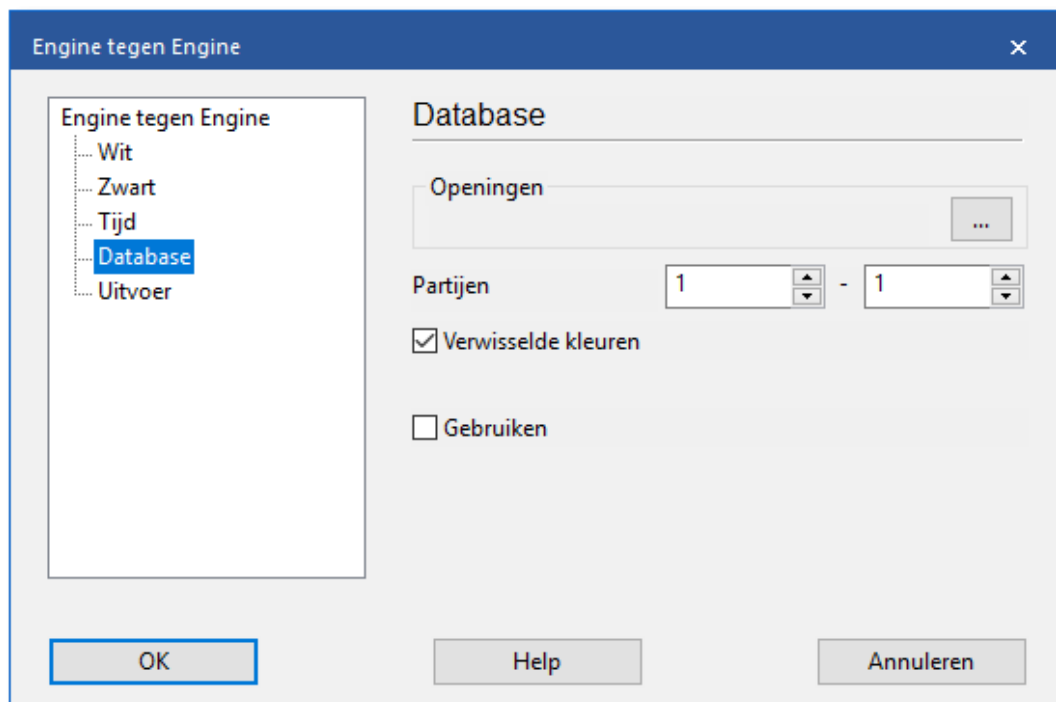 Engine tegen Engine
Engine tegen Engine
Wit
Zwart
Tijd
Database
Uitvoer
Database
Openingen
...
Partijen 1 - 1
Verwisselde kleuren
Gebruiken
OK Help Annuleren